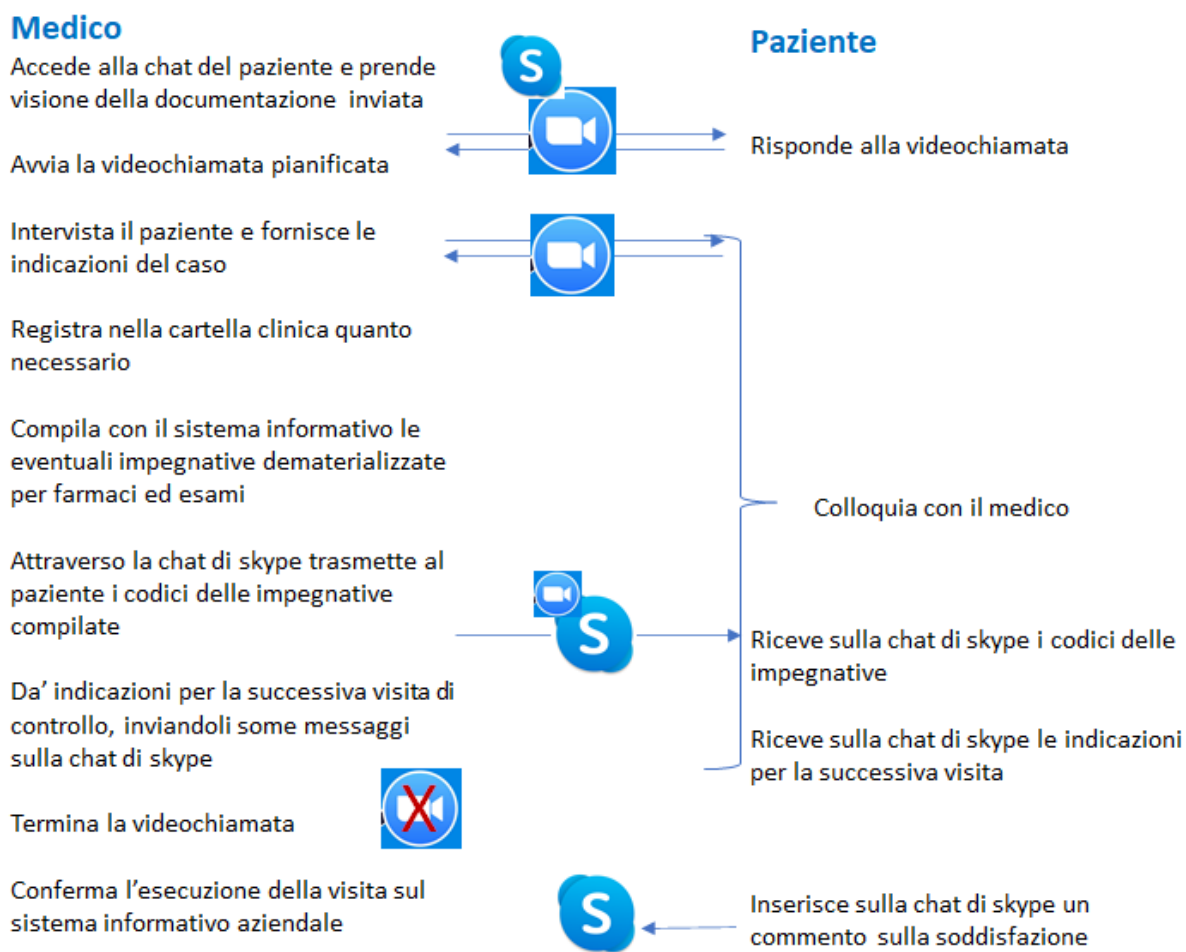 Medico
Accede alla chat del paziente e prende
visione della documentazione inviata
Avvia la videochiamata pianificata
Intervista il paziente e fornisce le
indicazioni del caso
Registra nella cartella clinica quanto
necessario
Compila con il sistema informativo le
eventuali impegnative dematerializzate
per farmaci ed esami
Attraverso la chat di skype trasmette al
paziente i codici delle impegnative
compilate
Da' indicazioni per la successiva visita di
controllo, inviandoli some messaggi
sulla chat di skype
Termina la videochiamata
Conferma l'esecuzione della visita sul
sistema informativo aziendale
S
X
S
S
Paziente
Risponde alla videochiamata
Colloquia con il medico
Riceve sulla chat di skype i codici delle
impegnative
Riceve sulla chat di skype le indicazioni
per la successiva visita
Inserisce sulla chat di skype un
commento sulla soddisfazione